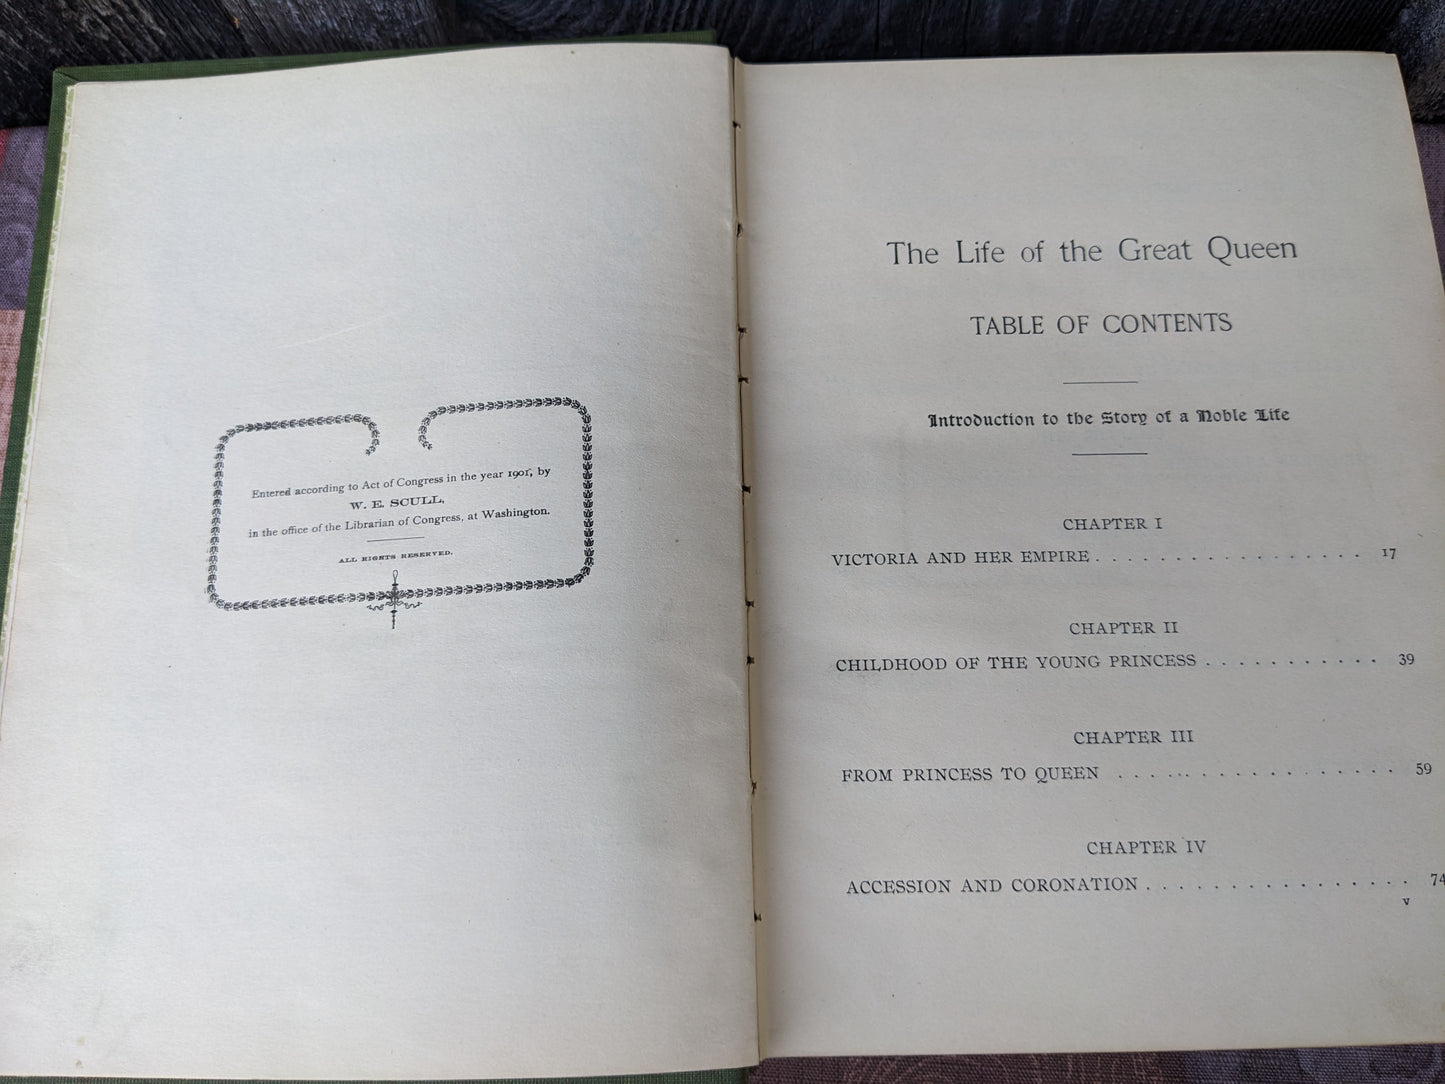 Entered according to Act of Congress in the year 1901, by
W. E. SCULL,
in the office of the Librarian of Congress, at Washington.
ALL RIGHTS RESERVED.
The Life of the Great Queen
TABLE OF CONTENTS
Introduction to the Story of a Noble Life
CHAPTER I
VICTORIA AND HER EMPIRE . . . . . . . . . . . . . . . . 17
CHAPTER II
CHILDHOOD OF THE YOUNG PRINCESS . . . . . . . . . . . 39
CHAPTER III
FROM PRINCESS TO QUEEN . . . . . . . . . . . . . . . . 59
CHAPTER IV
ACCESSION AND CORONATION . . . . . . . . . . . . . . . . 74
v